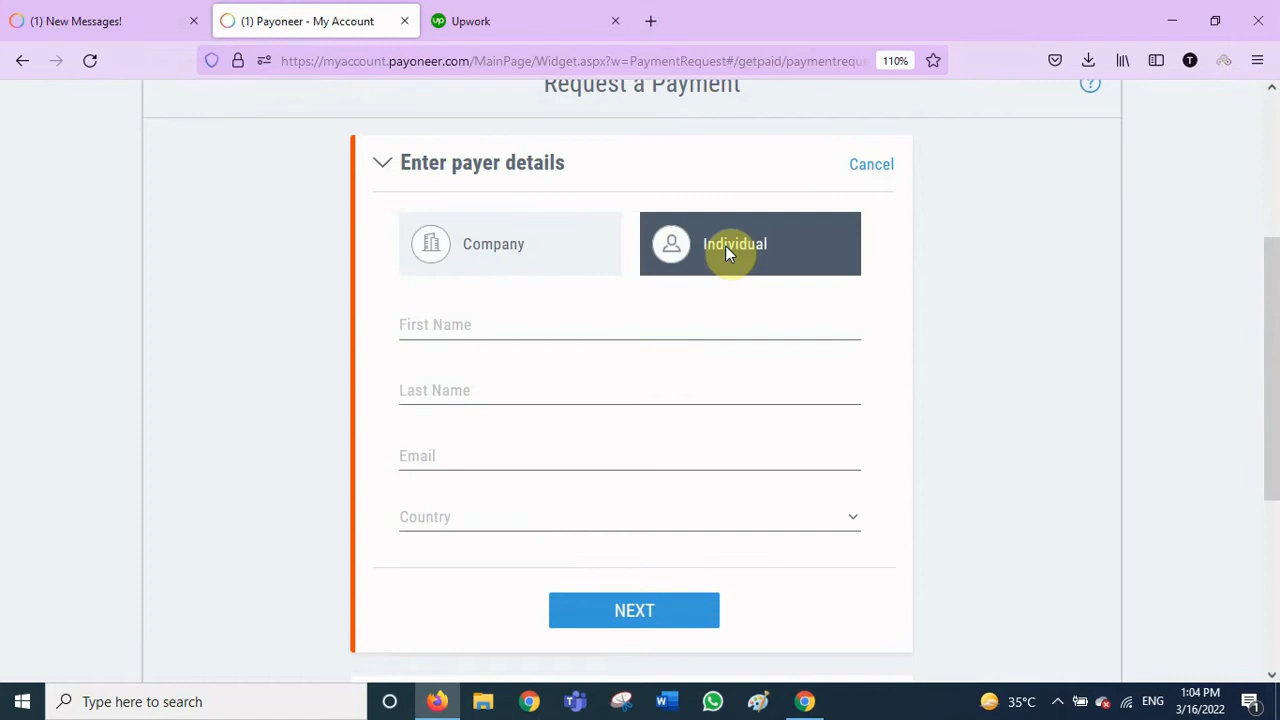 (1) New Messages!
(1) Payoneer - My Account
Upwork
https://myaccount.payoneer.com/MainPage/Widget.aspx?w=PaymentRequest#/getpaid/paymentreque
110%
T
Request a Payment
?
Enter payer details
Cancel
Company
Individual
First Name
Last Name
Email
Country
NEXT
Type here to search
35°C
ENG
1:04 PM
3/16/2022